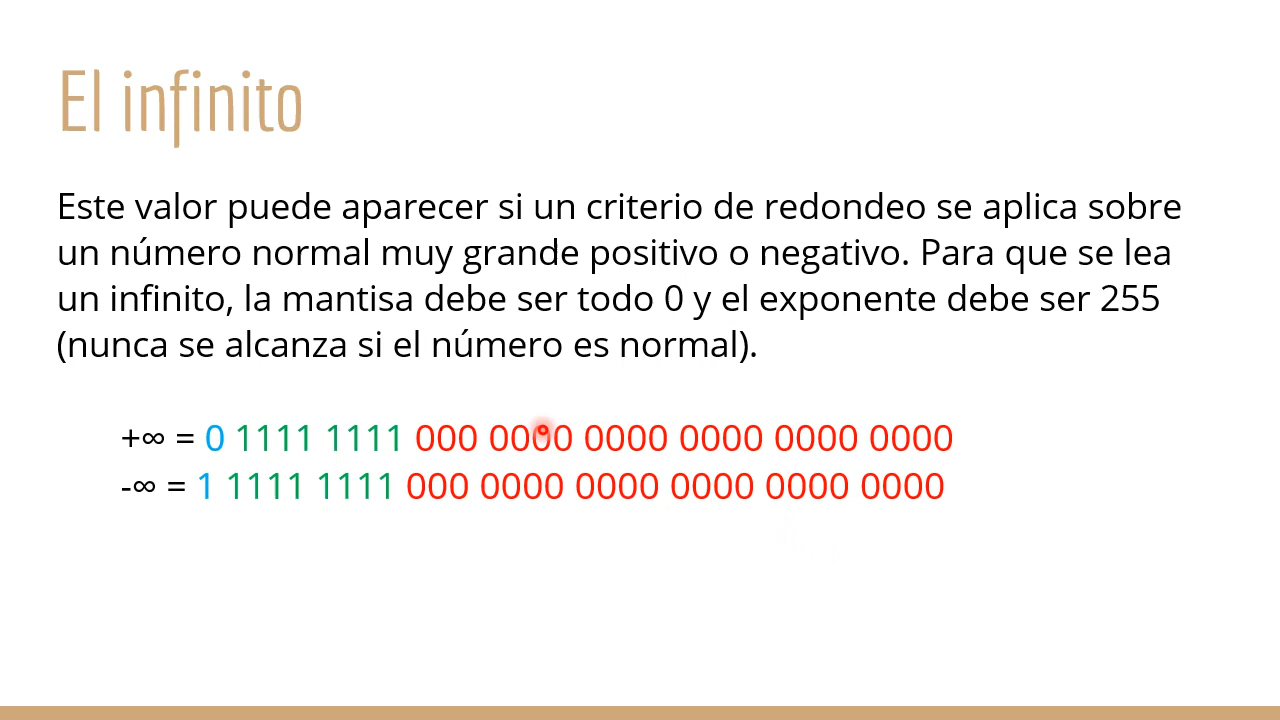 El infinito
Este valor puede aparecer si un criterio de redondeo se aplica sobre
un número normal muy grande positivo o negativo. Para que se lea
un infinito, la mantisa debe ser todo 0 y el exponente debe ser 255
(nunca se alcanza si el número es normal).
+∞ = 0 1111 1111 000 0000 0000 0000 0000 0000
-∞ = 1 1111 1111 000 0000 0000 0000 0000 0000